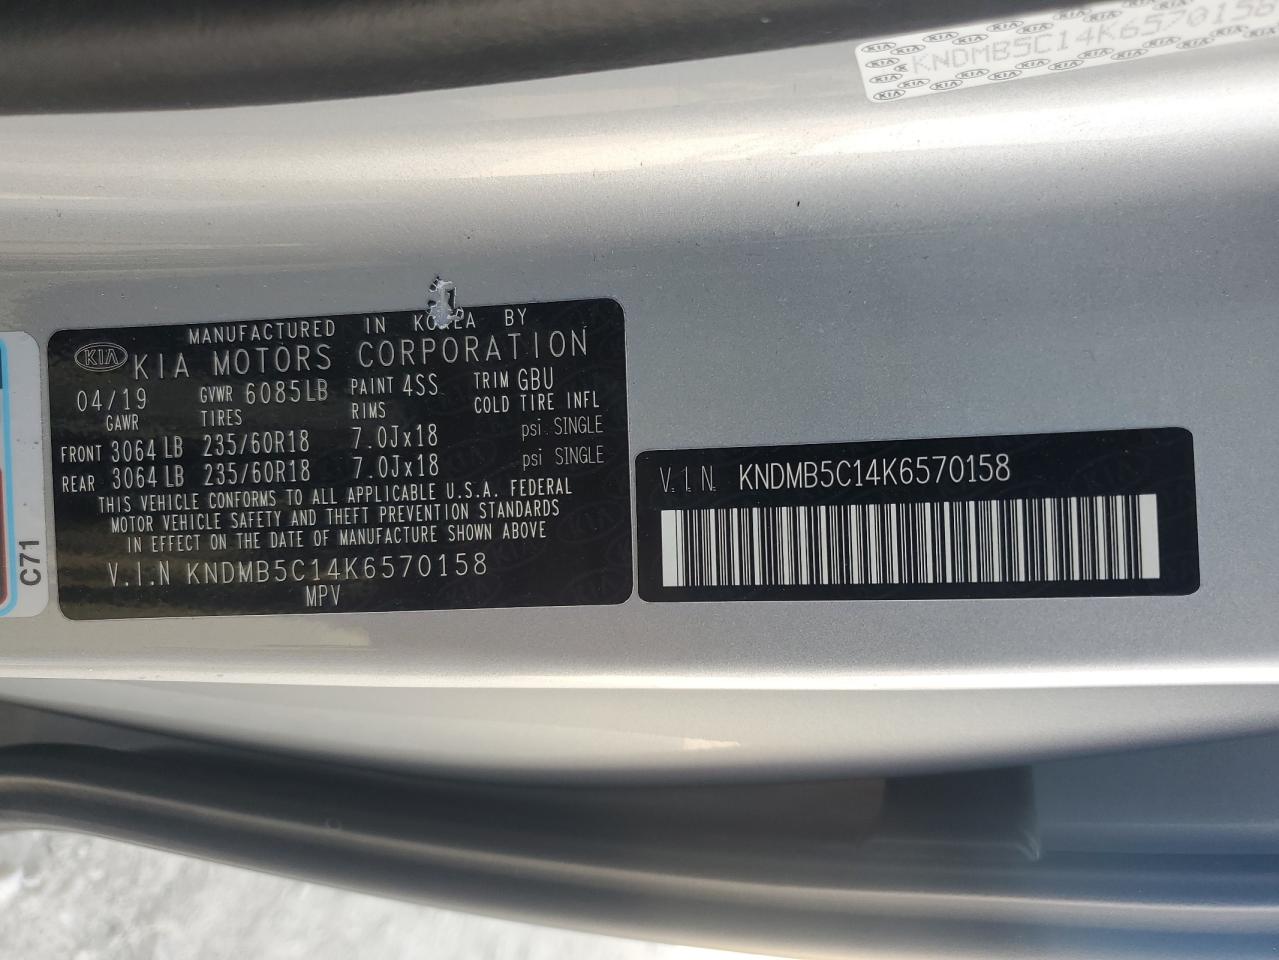 KNDMB5C14K6570158
MANUFACTURED IN KOREA BY
KIA KIA MOTORS CORPORATION
04/19 GVWR 6085LB PAINT 4SS TRIM GBU
GAWR TIRES RIMS COLD TIRE INFL
FRONT 3064 LB 235/60R18 7.0Jx18 psi SINGLE
REAR 3064 LB 235/60R18 7.0Jx18 psi SINGLE
THIS VEHICLE CONFORMS TO ALL APPLICABLE U.S.A. FEDERAL
MOTOR VEHICLE SAFETY AND THEFT PREVENTION STANDARDS
IN EFFECT ON THE DATE OF MANUFACTURE SHOWN ABOVE
V.I.N KNDMB5C14K6570158
MPV
V.I.N. KNDMB5C14K6570158
C71